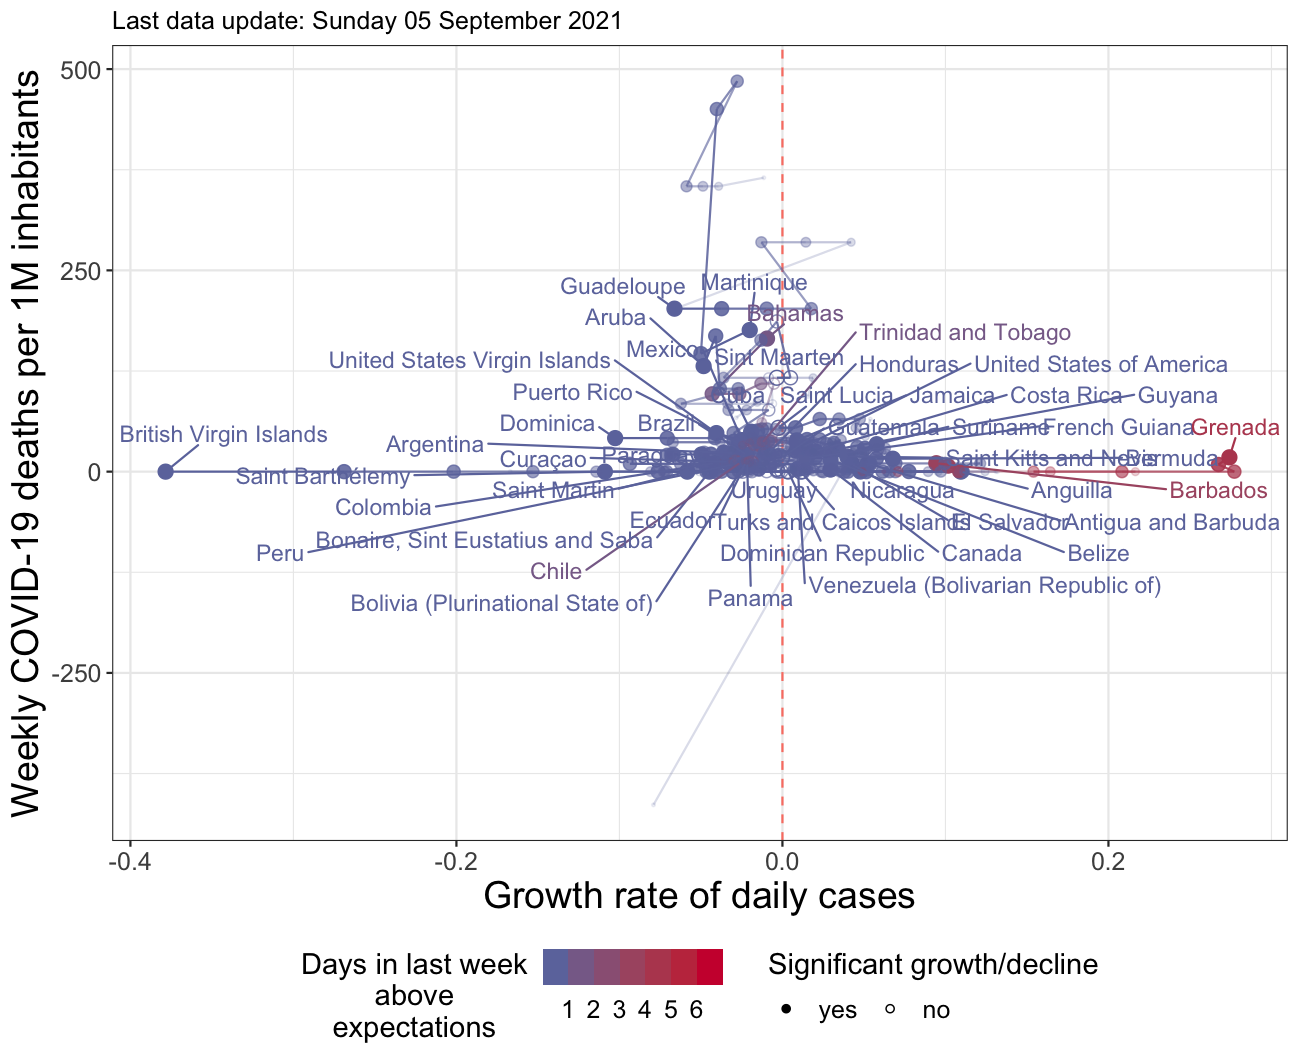 Last data update: Sunday 05 September 2021
Weekly COVID-19 deaths per 1M inhabitants
500
250
0
-250
Guadeloupe
Martinique
Aruba
Bahamas
Trinidad and Tobago
Mexico
Sint Maarten
United States Virgin Islands
Honduras
United States of America
Puerto Rico
Cuba
Saint Lucia
Jamaica
Costa Rica
Guyana
Dominica
Brazil
Guatemala
Suriname
French Guiana
Grenada
British Virgin Islands
Argentina
Curaçao
Saint Kitts and Nevis
Bermuda
Saint Barthélemy
Saint Martin
Uruguay
Nicaragua
Anguilla
Barbados
Colombia
Ecuador
Turks and Caicos Islands
El Salvador
Antigua and Barbuda
Bonaire, Sint Eustatius and Saba
Peru
Dominican Republic
Canada
Belize
Chile
Venezuela (Bolivarian Republic of)
Bolivia (Plurinational State of)
Panama
-0.4
-0.2
0.0
0.2
Growth rate of daily cases
Days in last week
above
expectations
1 2 3 4 5 6
Significant growth/decline
yes
no